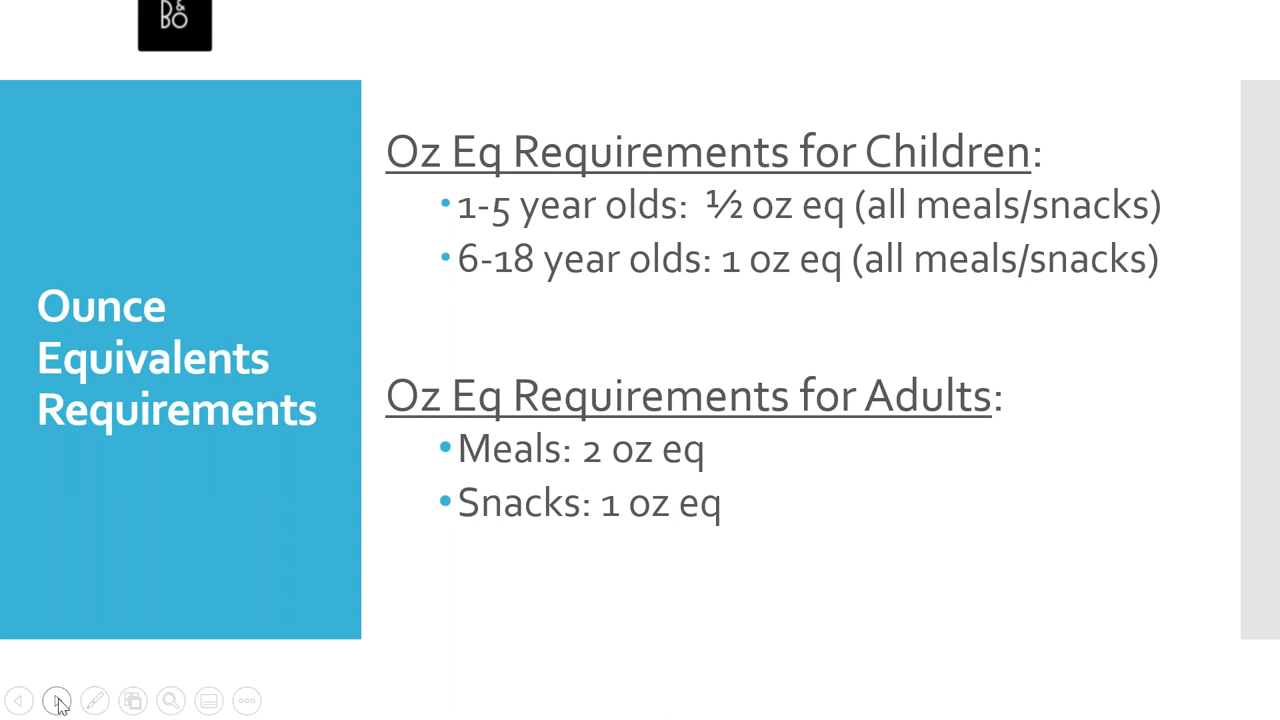 B&
BO
Ounce
Equivalents
Requirements
Oz Eq Requirements for Children:
• 1-5 year olds: ½ oz eq (all meals/snacks)
• 6-18 year olds: 1 oz eq (all meals/snacks)
Oz Eq Requirements for Adults:
• Meals: 2 oz eq
• Snacks: 1 oz eq